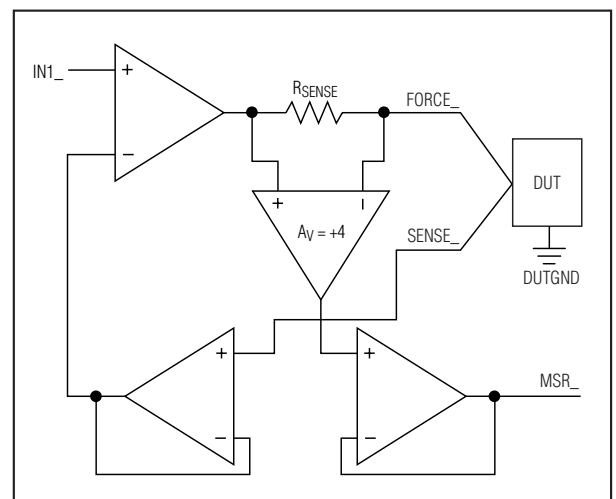 IN1_
+
−
RSENSE
FORCE_
+
−
AV = +4
DUT
SENSE_
DUTGND
+
−
+
−
MSR_